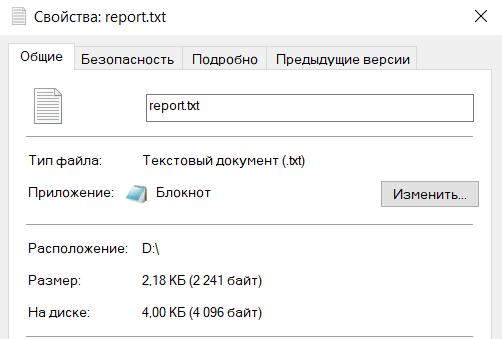 Свойства: report.txt
Общие Безопасность Подробно Предыдущие версии
report.txt
Тип файла: Текстовый документ (.txt)
Приложение: Блокнот Изменить...
Расположение: D:\
Размер: 2,18 КБ (2 241 байт)
На диске: 4,00 КБ (4 096 байт)